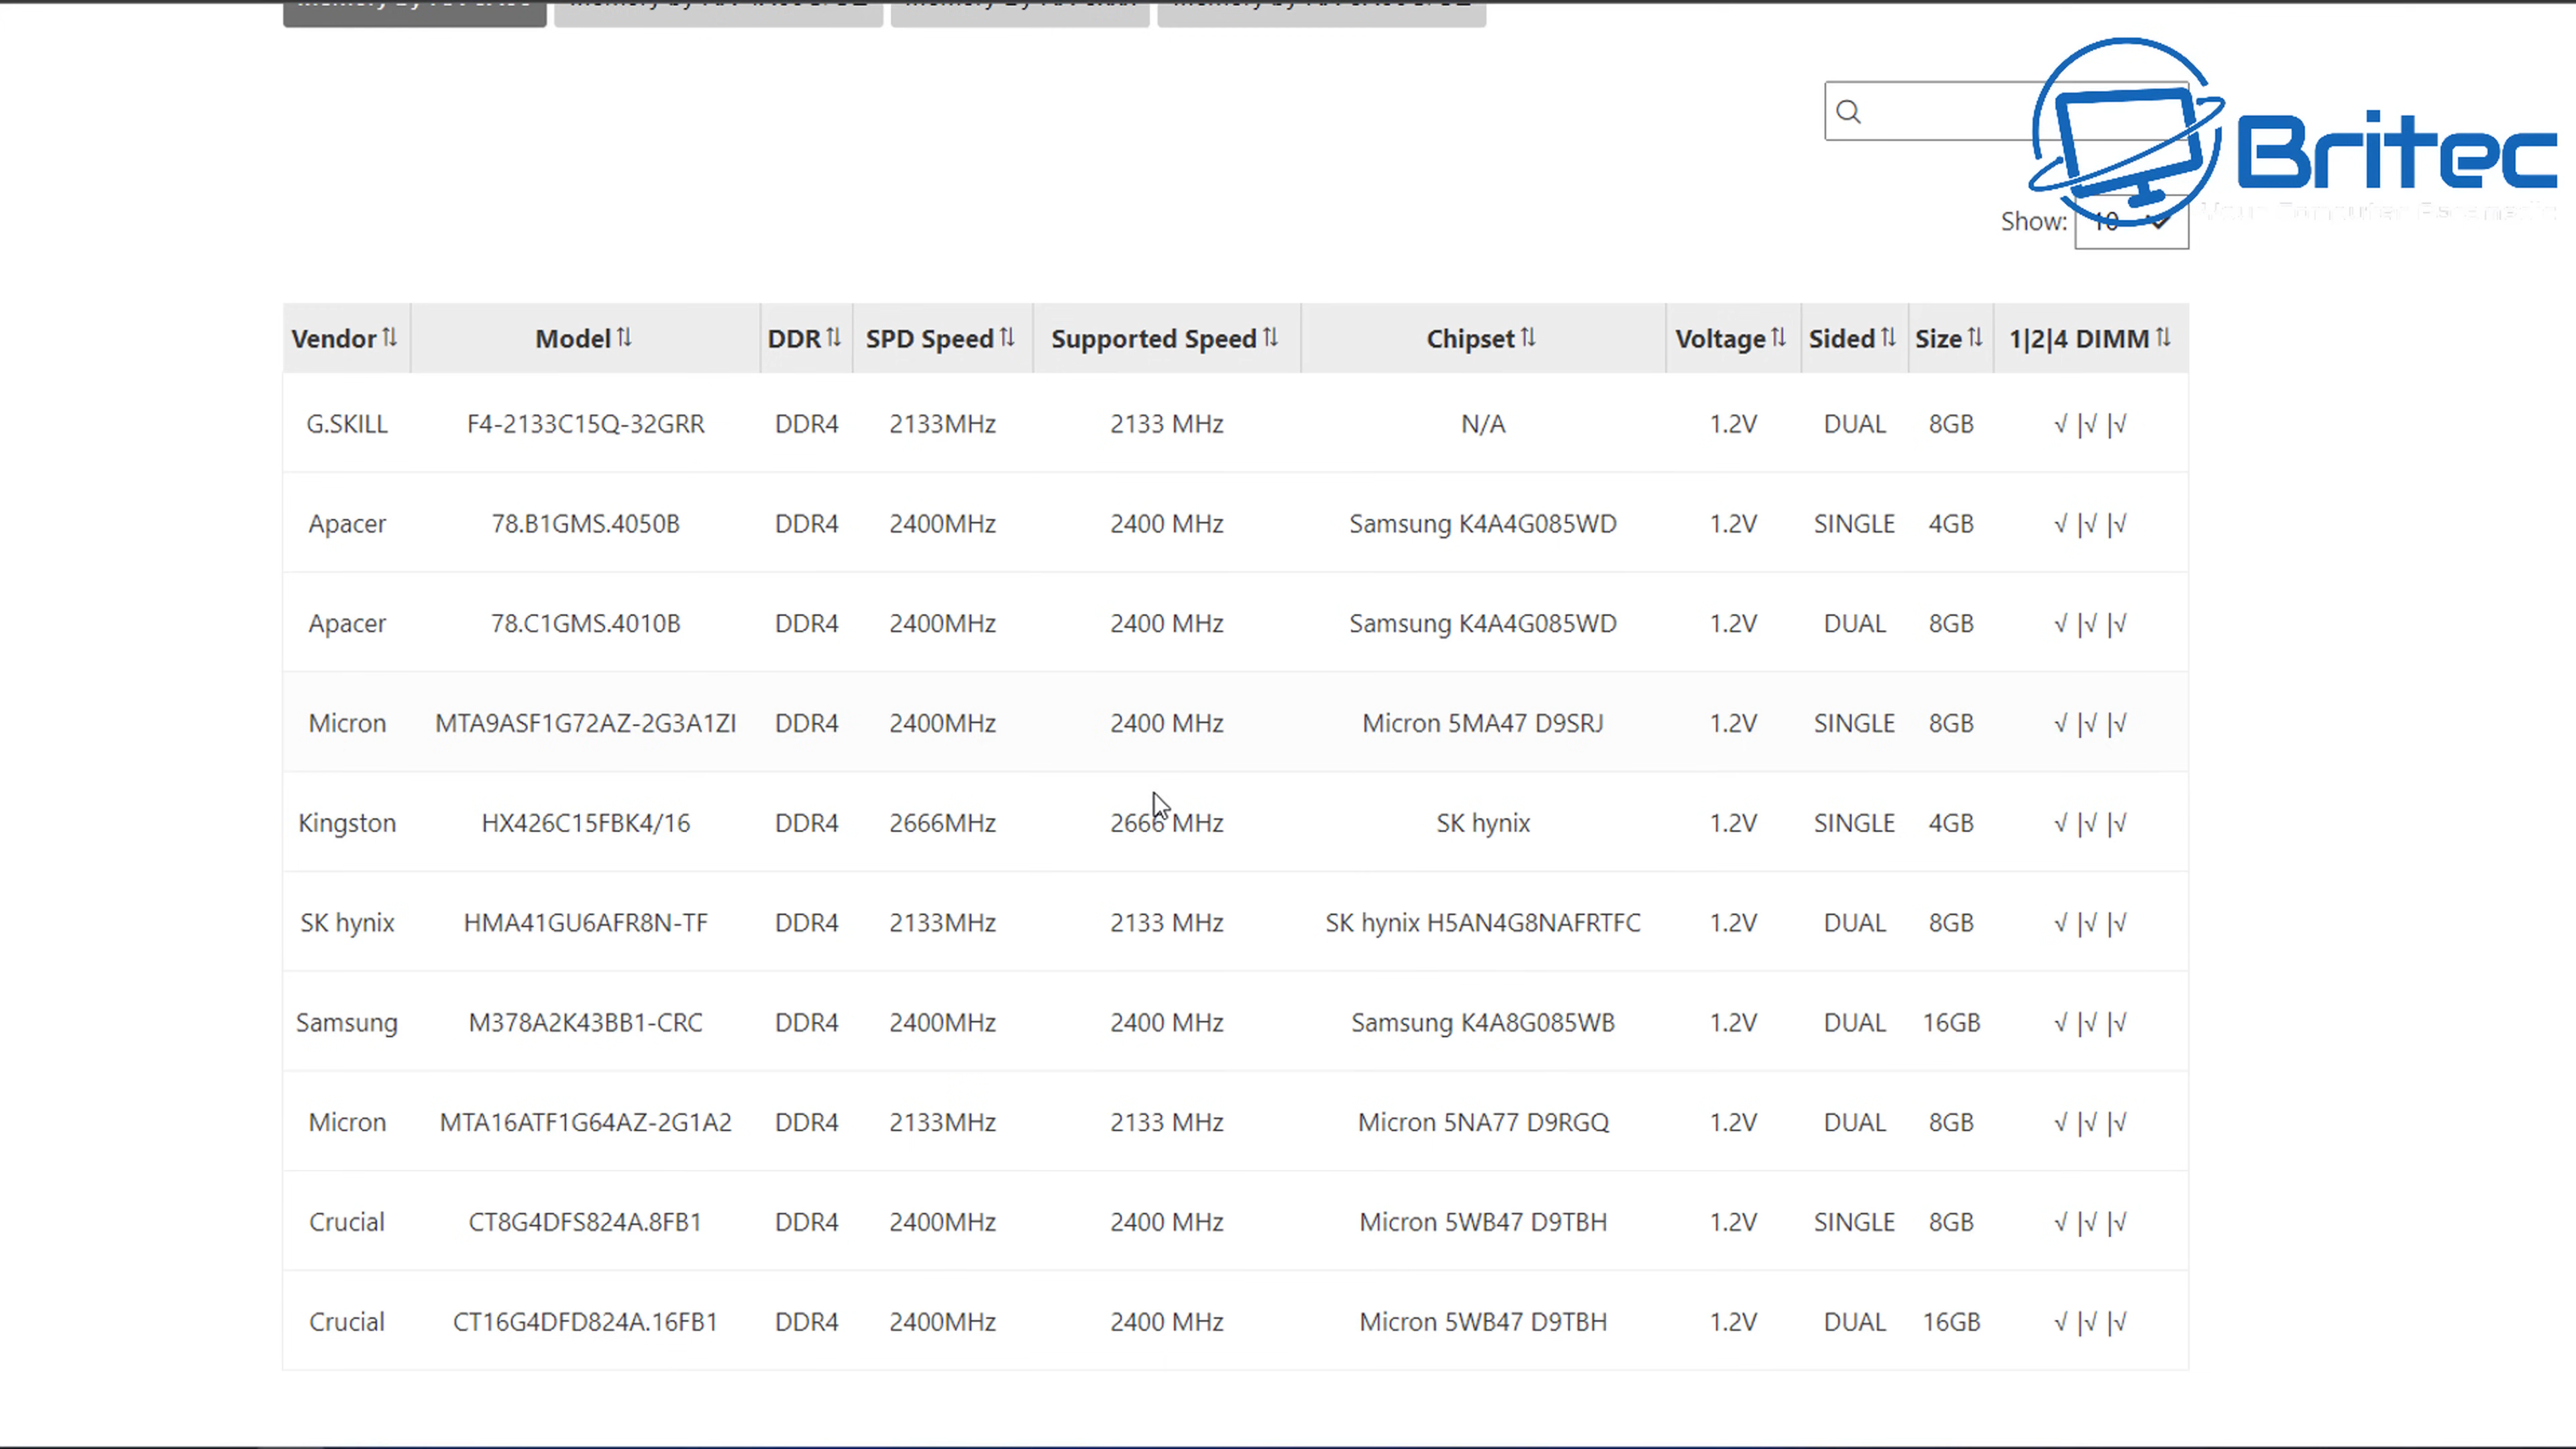 Britec
Show: 10
Vendor Model DDR SPD Speed Supported Speed Chipset Voltage Sided Size 1|2|4 DIMM
G.SKILL F4-2133C15Q-32GRR DDR4 2133MHz 2133 MHz N/A 1.2V DUAL 8GB √ |√ |√
Apacer 78.B1GMS.4050B DDR4 2400MHz 2400 MHz Samsung K4A4G085WD 1.2V SINGLE 4GB √ |√ |√
Apacer 78.C1GMS.4010B DDR4 2400MHz 2400 MHz Samsung K4A4G085WD 1.2V DUAL 8GB √ |√ |√
Micron MTA9ASF1G72AZ-2G3A1ZI DDR4 2400MHz 2400 MHz Micron 5MA47 D9SRJ 1.2V SINGLE 8GB √ |√ |√
Kingston HX426C15FBK4/16 DDR4 2666MHz 2666 MHz SK hynix 1.2V SINGLE 4GB √ |√ |√
SK hynix HMA41GU6AFR8N-TF DDR4 2133MHz 2133 MHz SK hynix H5AN4G8NAFRTFC 1.2V DUAL 8GB √ |√ |√
Samsung M378A2K43BB1-CRC DDR4 2400MHz 2400 MHz Samsung K4A8G085WB 1.2V DUAL 16GB √ |√ |√
Micron MTA16ATF1G64AZ-2G1A2 DDR4 2133MHz 2133 MHz Micron 5NA77 D9RGQ 1.2V DUAL 8GB √ |√ |√
Crucial CT8G4DFS824A.8FB1 DDR4 2400MHz 2400 MHz Micron 5WB47 D9TBH 1.2V SINGLE 8GB √ |√ |√
Crucial CT16G4DFD824A.16FB1 DDR4 2400MHz 2400 MHz Micron 5WB47 D9TBH 1.2V DUAL 16GB √ |√ |√